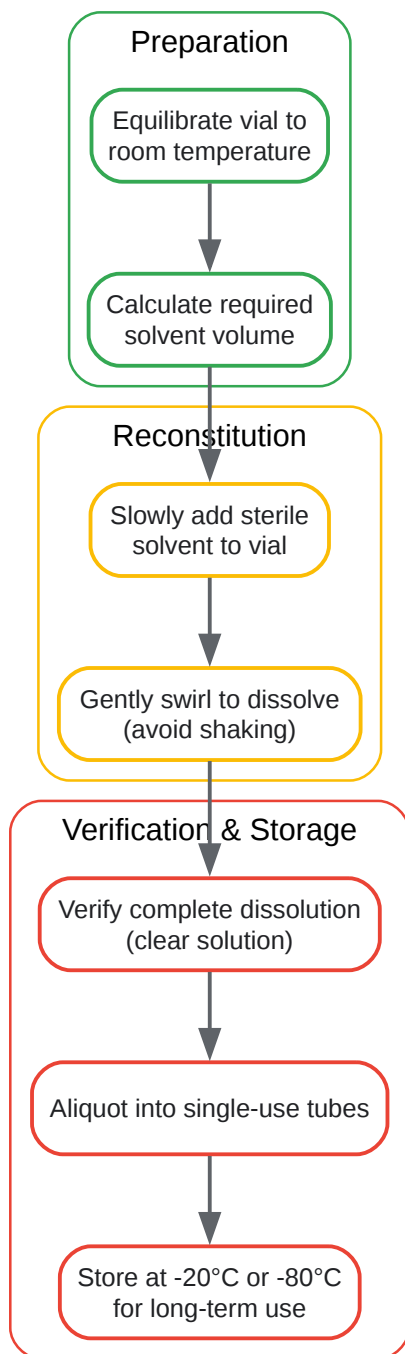 Preparation
Equilibrate vial to
room temperature
Calculate required
solvent volume
Reconstitution
Slowly add sterile
solvent to vial
Gently swirl to dissolve
(avoid shaking)
Verification & Storage
Verify complete dissolution
(clear solution)
Aliquot into single-use tubes
Store at -20°C or -80°C
for long-term use